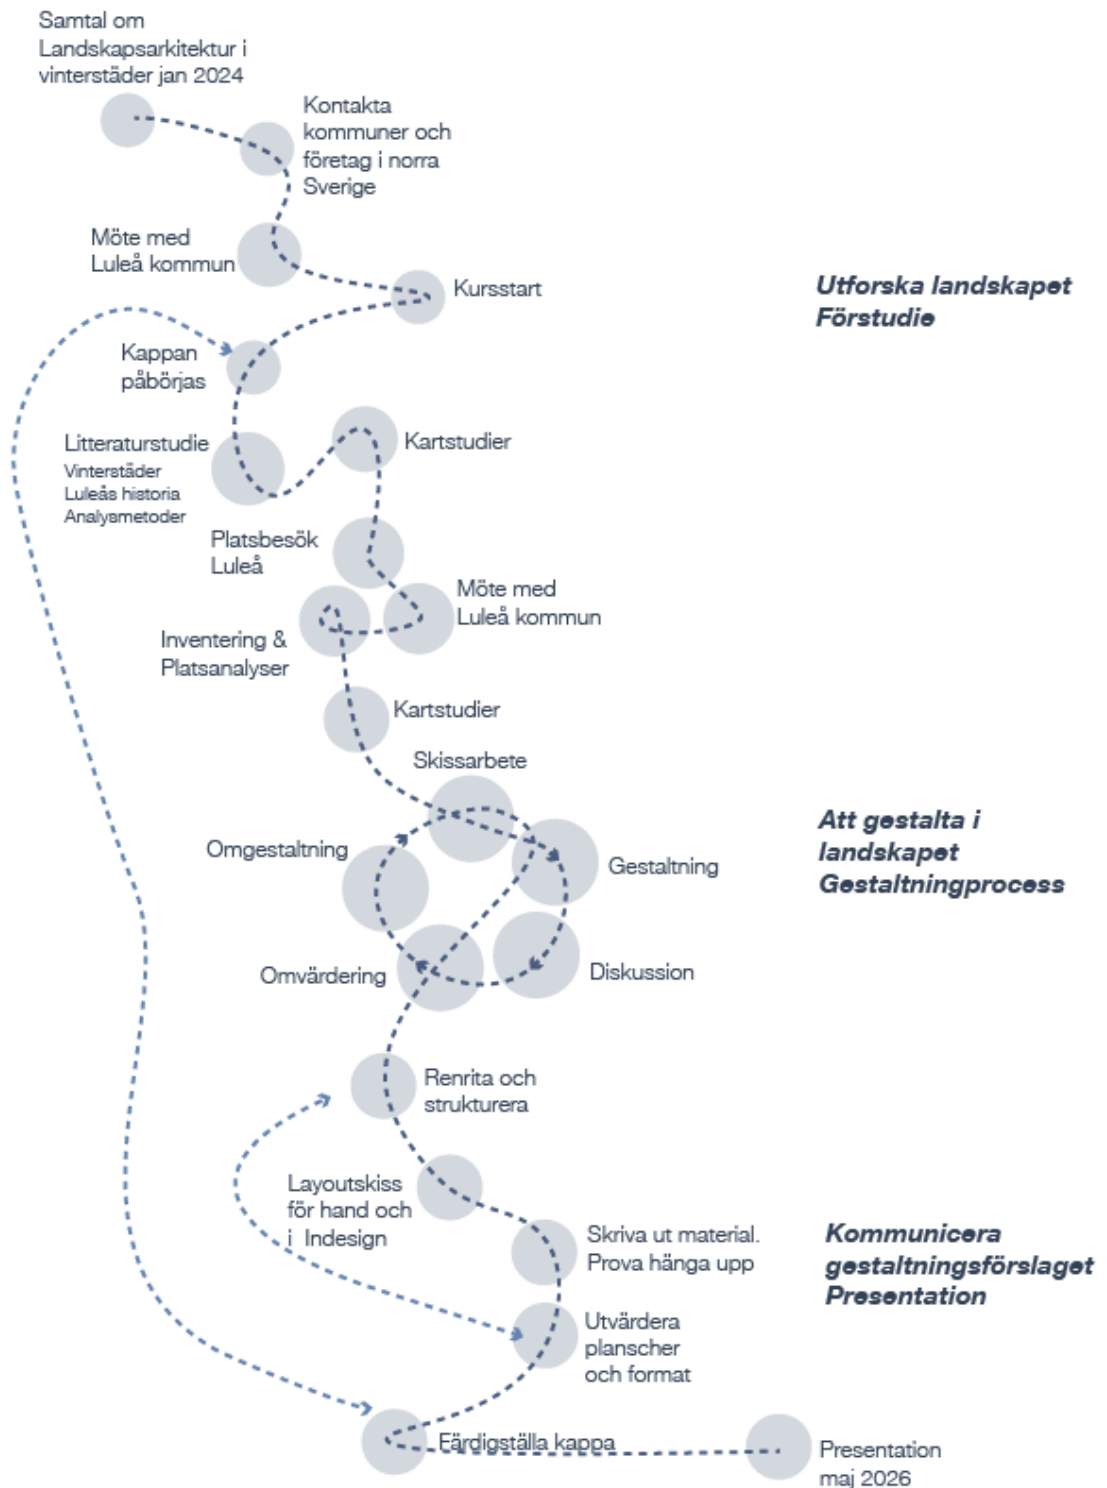 Samtal om
Landskapsarkitektur i
vinterstäder jan 2024
Kontakta
kommuner och
företag i norra
Sverige
Möte med
Luleå kommun
Kursstart
Utforska landskapet
Förstudie
Kappan
påbörjas
Litteraturstudie
Vinterstäder
Luleås historia
Analysmetoder
Kartstudier
Platsbesök
Luleå
Möte med
Luleå kommun
Inventering &
Platsanalyser
Kartstudier
Skissarbete
Att gestalta i
landskapet
Gestaltningprocess
Omgestaltning
Gestaltning
Omvärdering
Diskussion
Renrita och
strukturera
Layoutskiss
för hand och
i Indesign
Skriva ut material.
Prova hänga upp
Kommunicera
gestaltningsförslaget
Presentation
Utvärdera
planscher
och format
Färdigställa kappa
Presentation
maj 2026